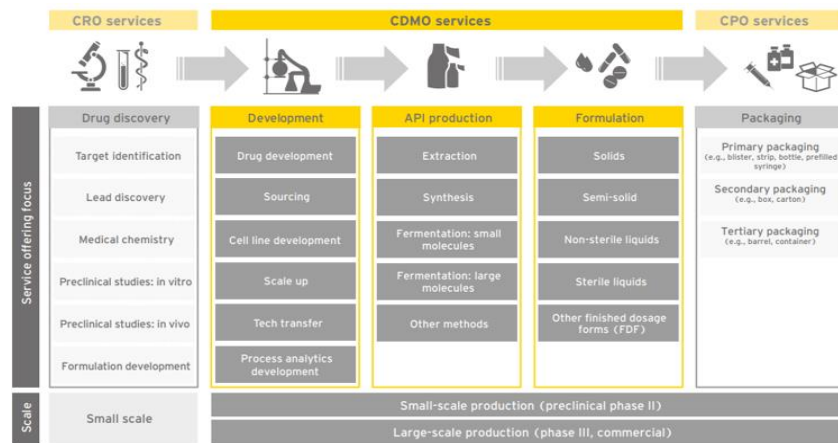 CRO services
CDMO services
CPO services
Service offering focus
Drug discovery
Target identification
Lead discovery
Medical chemistry
Preclinical studies: in vitro
Preclinical studies: in vivo
Formulation development
Development
Drug development
Sourcing
Cell line development
Scale up
Tech transfer
Process analytics
development
API production
Extraction
Synthesis
Fermentation: small
molecules
Fermentation: large
molecules
Other methods
Formulation
Solids
Semi-solid
Non-sterile liquids
Sterile liquids
Other finished dosage
forms (FDF)
Packaging
Primary packaging
(e.g., blister, strip, bottle, prefilled
syringe)
Secondary packaging
(e.g., box, carton)
Tertiary packaging
(e.g., barrel, container)
Scale
Small scale
Small-scale production (preclinical phase II)
Large-scale production (phase III, commercial)